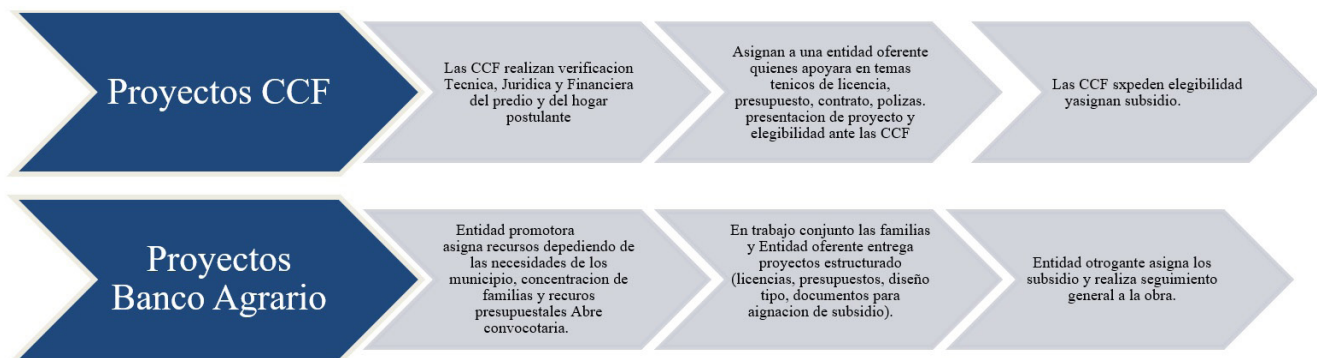 Proyectos CCF
Las CCF realizan verificacion
Tecnica, Juridica y Financiera
del predio y del hogar
postulante
Asignan a una entidad oferente
quienes apoyara en temas
tenicos de licencia,
presupuesto, contrato, polizas.
presentacion de proyecto y
elegibilidad ante las CCF
Las CCF sxpeden elegibilidad
yasignan subsidio.
Proyectos
Banco Agrario
Entidad promotora
asigna recursos depediendo de
las necesidades de los
municipio, concentracion de
familias y recuros
presupuestales Abre
convocotaria.
En trabajo conjunto las familias
y Entidad oferente entrega
proyectos estructurado
(licencias, presupuestos, diseño
tipo, documentos para
aignacion de subsidio).
Entidad otrogante asigna los
subsidio y realiza seguimiento
general a la obra.